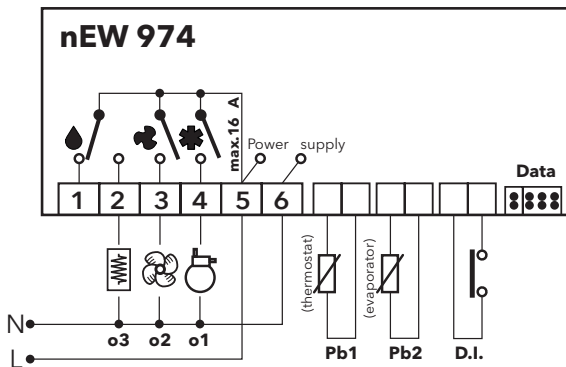 nEW 974
max.16 A
Power supply
Data
1 2 3 4 5 6
(thermostat)
(evaporator)
N
o3 o2 o1
L
Pb1 Pb2 D.I.